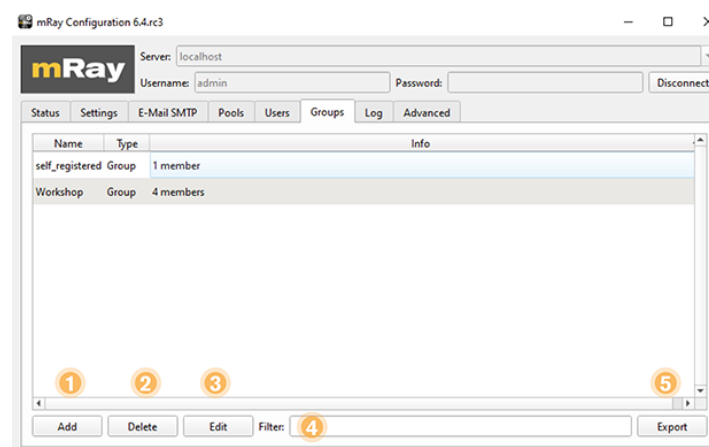 mRay Configuration 6.4.rc3
mRay
Server: localhost
Username: admin Password: Disconnect
Status Settings E-Mail SMTP Pools Users Groups Log Advanced
Name Type Info
self_registered Group 1 member
Workshop Group 4 members
1 2 3 5
Add Delete Edit Filter: 4 Export